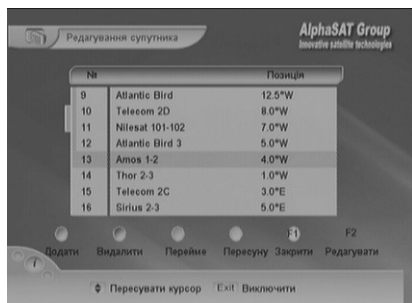 Редагування супутника
AlphaSAT Group
Innovative satellite technologies
№ Позиція
9 Atlantic Bird 12.5°W
10 Telecom 2D 8.0°W
11 Nilesat 101-102 7.0°W
12 Atlantic Bird 3 5.0°W
13 Amos 1-2 4.0°W
14 Thor 2-3 1.0°W
15 Telecom 2C 3.0°E
16 Sirius 2-3 5.0°E
F1 F2
Додати Видалити Перейме Пересуну Закрити Редагувати
Пересувати курсор Exit Виключити